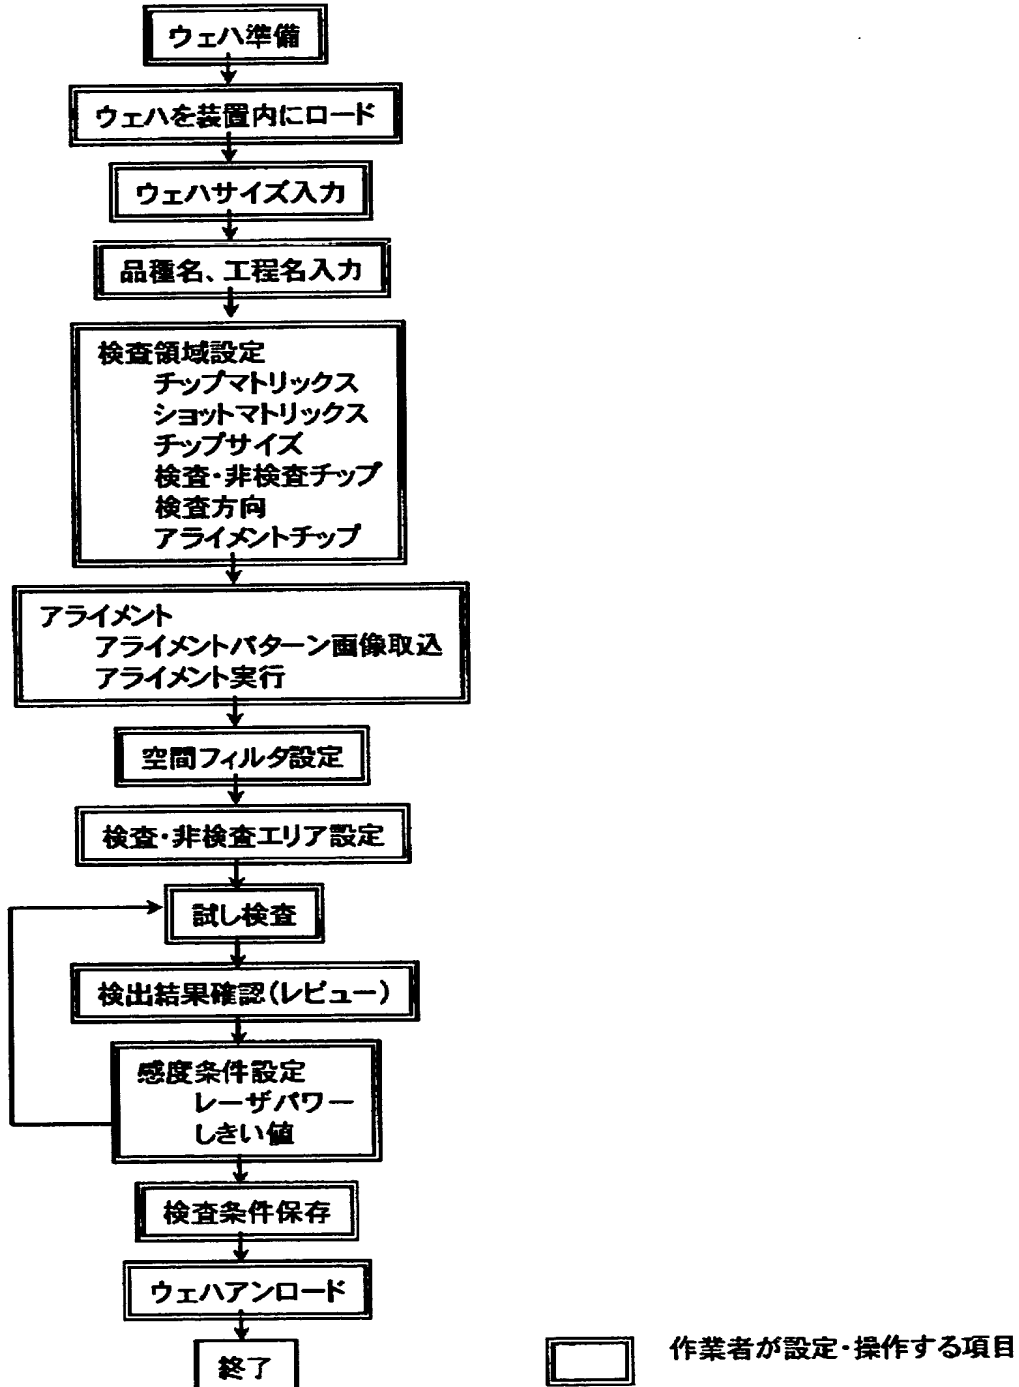 ウェハ準備
ウェハを装置内にロード
ウェハサイズ入力
品種名、工程名入力
検査領域設定
チップマトリックス
ショットマトリックス
チップサイズ
検査・非検査チップ
検査方向
アライメントチップ
アライメント
アライメントパターン画像取込
アライメント実行
空間フィルタ設定
検査・非検査エリア設定
試し検査
検出結果確認(レビュー)
感度条件設定
レーザパワー
しきい値
検査条件保存
ウェハアンロード
終了
作業者が設定・操作する項目